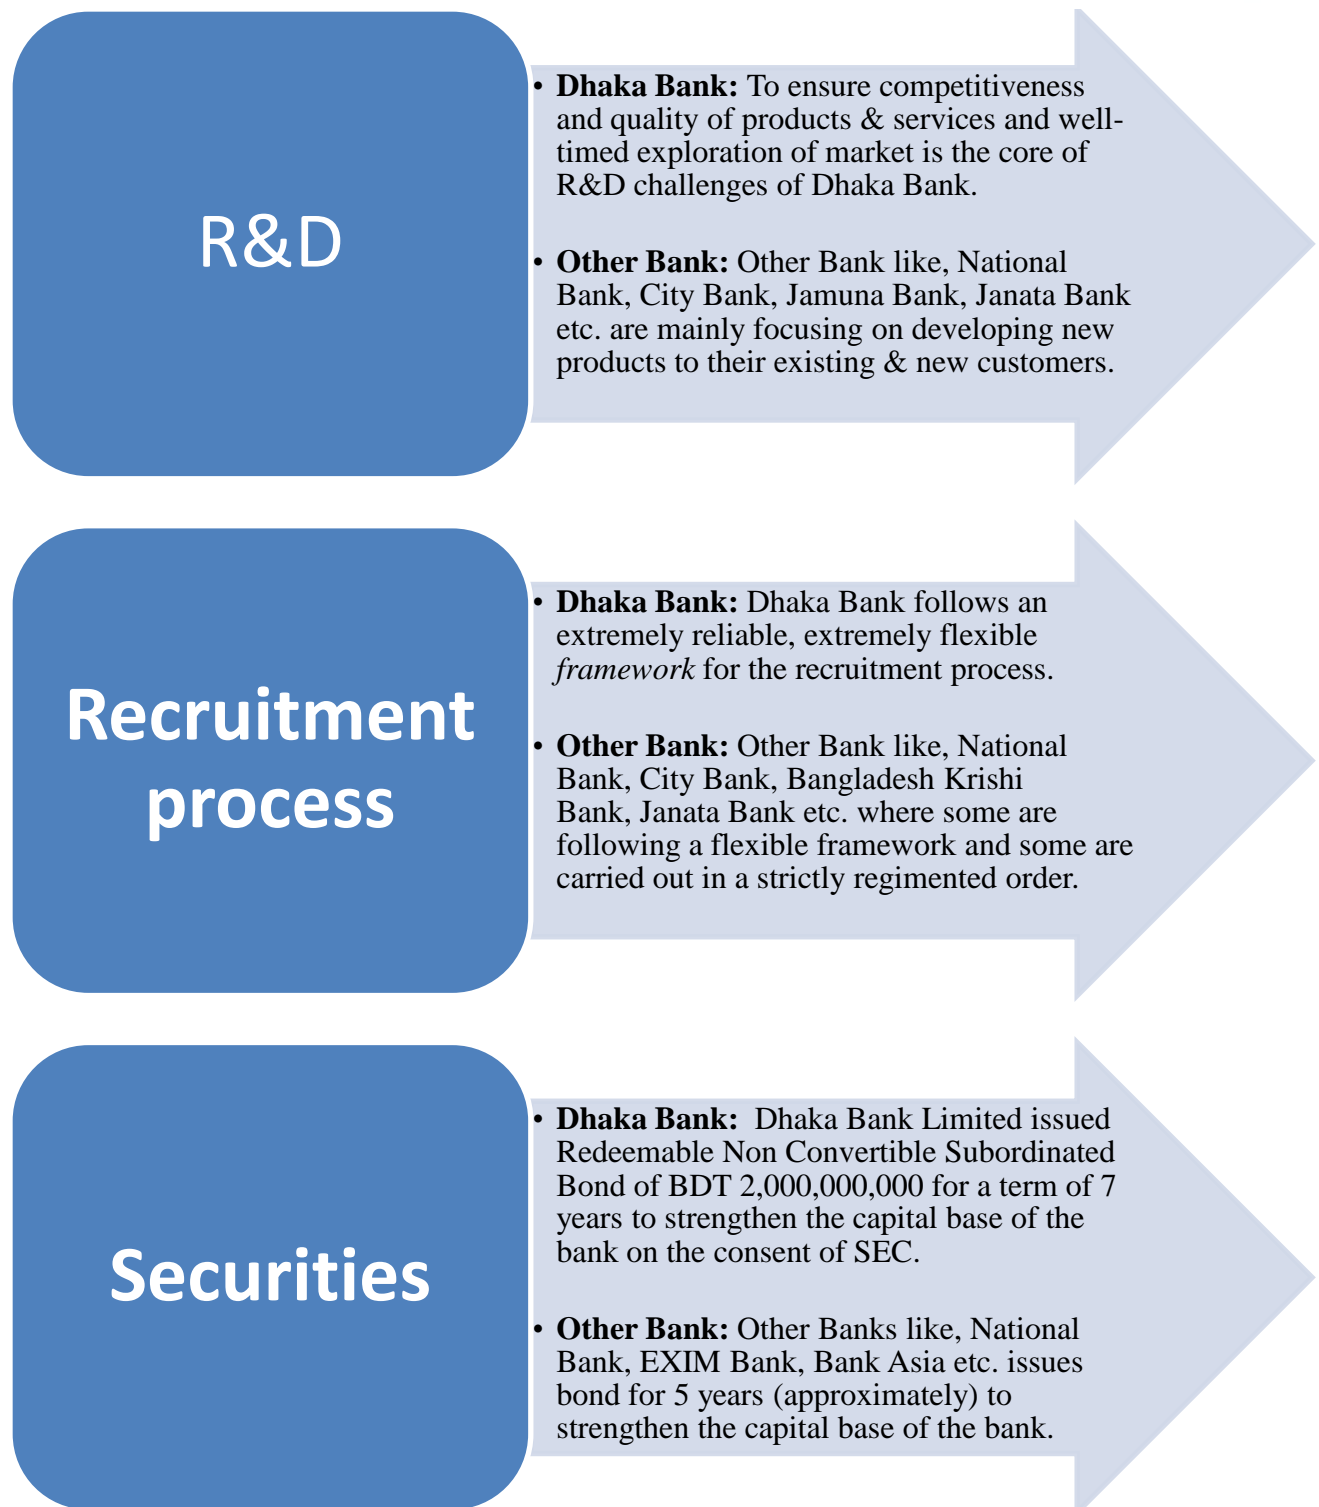 R&D
• Dhaka Bank: To ensure competitiveness
and quality of products & services and well-
timed exploration of market is the core of
R&D challenges of Dhaka Bank.
• Other Bank: Other Bank like, National
Bank, City Bank, Jamuna Bank, Janata Bank
etc. are mainly focusing on developing new
products to their existing & new customers.
Recruitment
process
• Dhaka Bank: Dhaka Bank follows an
extremely reliable, extremely flexible
framework for the recruitment process.
• Other Bank: Other Bank like, National
Bank, City Bank, Bangladesh Krishi
Bank, Janata Bank etc. where some are
following a flexible framework and some are
carried out in a strictly regimented order.
Securities
• Dhaka Bank: Dhaka Bank Limited issued
Redeemable Non Convertible Subordinated
Bond of BDT 2,000,000,000 for a term of 7
years to strengthen the capital base of the
bank on the consent of SEC.
• Other Bank: Other Banks like, National
Bank, EXIM Bank, Bank Asia etc. issues
bond for 5 years (approximately) to
strengthen the capital base of the bank.